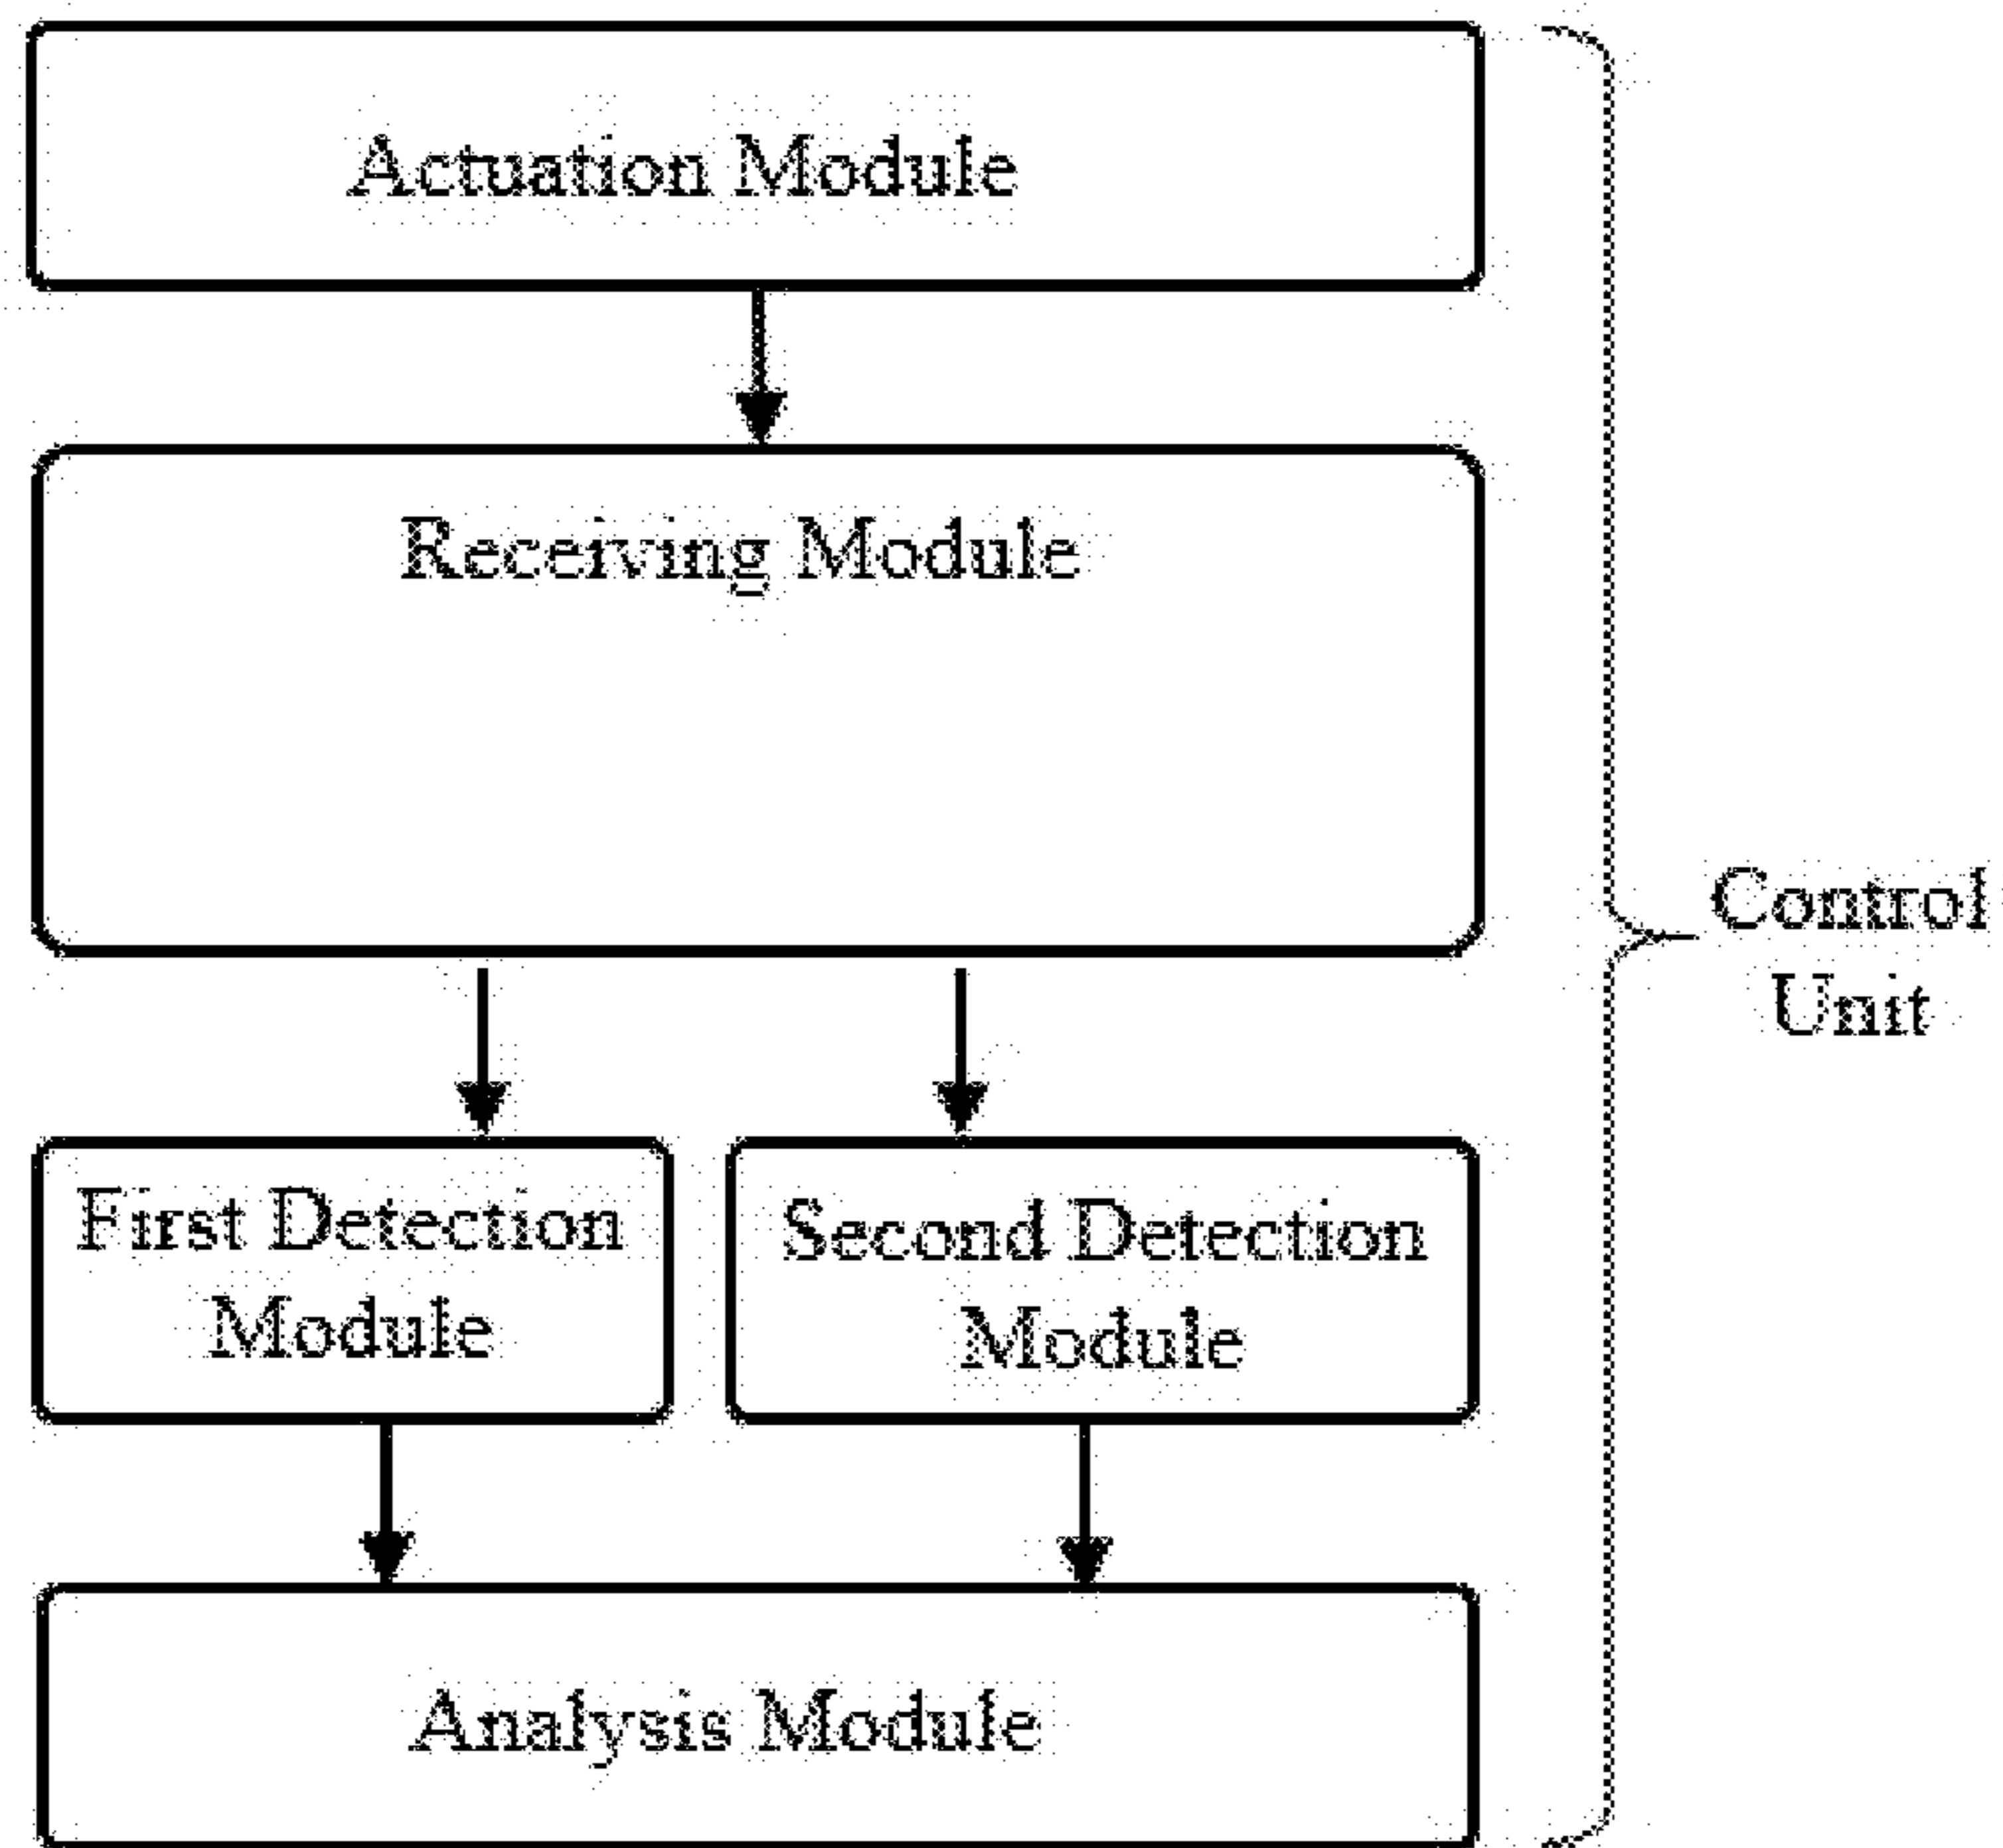 Actuation Module
Receiving Module
Control
Unit
First Detection
Module
Second Detection
Module
Analysis Module